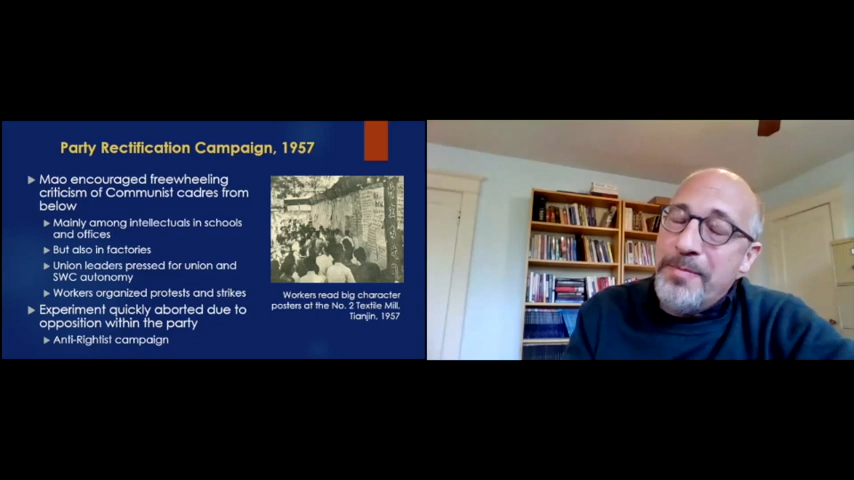 Party Rectification Campaign, 1957
Mao encouraged freewheeling
criticism of Communist cadres from
below
Mainly among intellectuals in schools
and offices
But also in factories
Union leaders pressed for union and
SWC autonomy
Workers organized protests and strikes
Experiment quickly aborted due to
opposition within the party
Anti-Rightist campaign
Workers read big character
posters at the No. 2 Textile Mill,
Tianjin, 1957